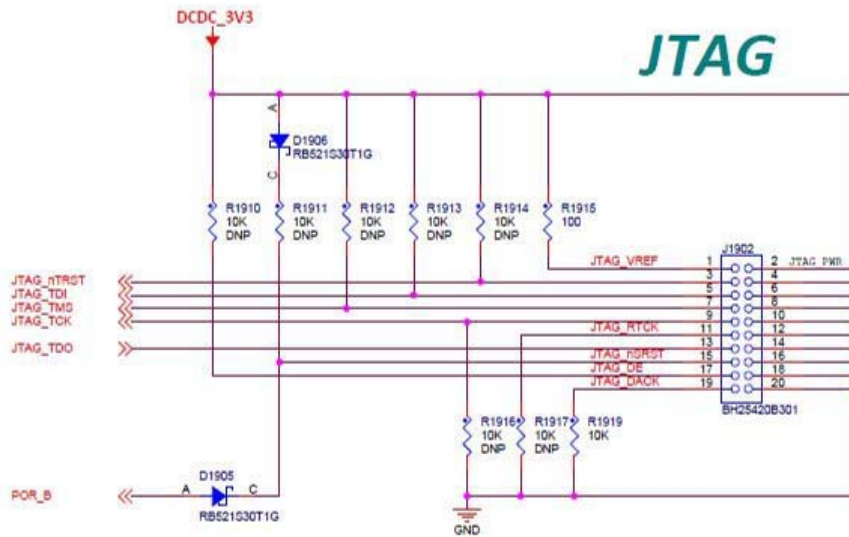 DCDC_3V3
JTAG
A
D1906
RB521S30T1G
C
R1910
10K
DNP
R1911
10K
DNP
R1912
10K
DNP
R1913
10K
DNP
R1914
10K
DNP
R1915
100
J1902
JTAG_VREF
1
2
JTAG_PWR
JTAG_nTRST
3
4
JTAG_TDI
5
6
JTAG_TMS
7
8
JTAG_TCK
9
10
JTAG_RTCK
11
12
JTAG_TDO
13
14
JTAG_nSRST
15
16
JTAG_DE
17
18
JTAG_DACK
19
20
BH25420B301
R1916
10K
DNP
R1917
10K
DNP
R1919
10K
D1905
POR_B
A
C
RB521S30T1G
GND